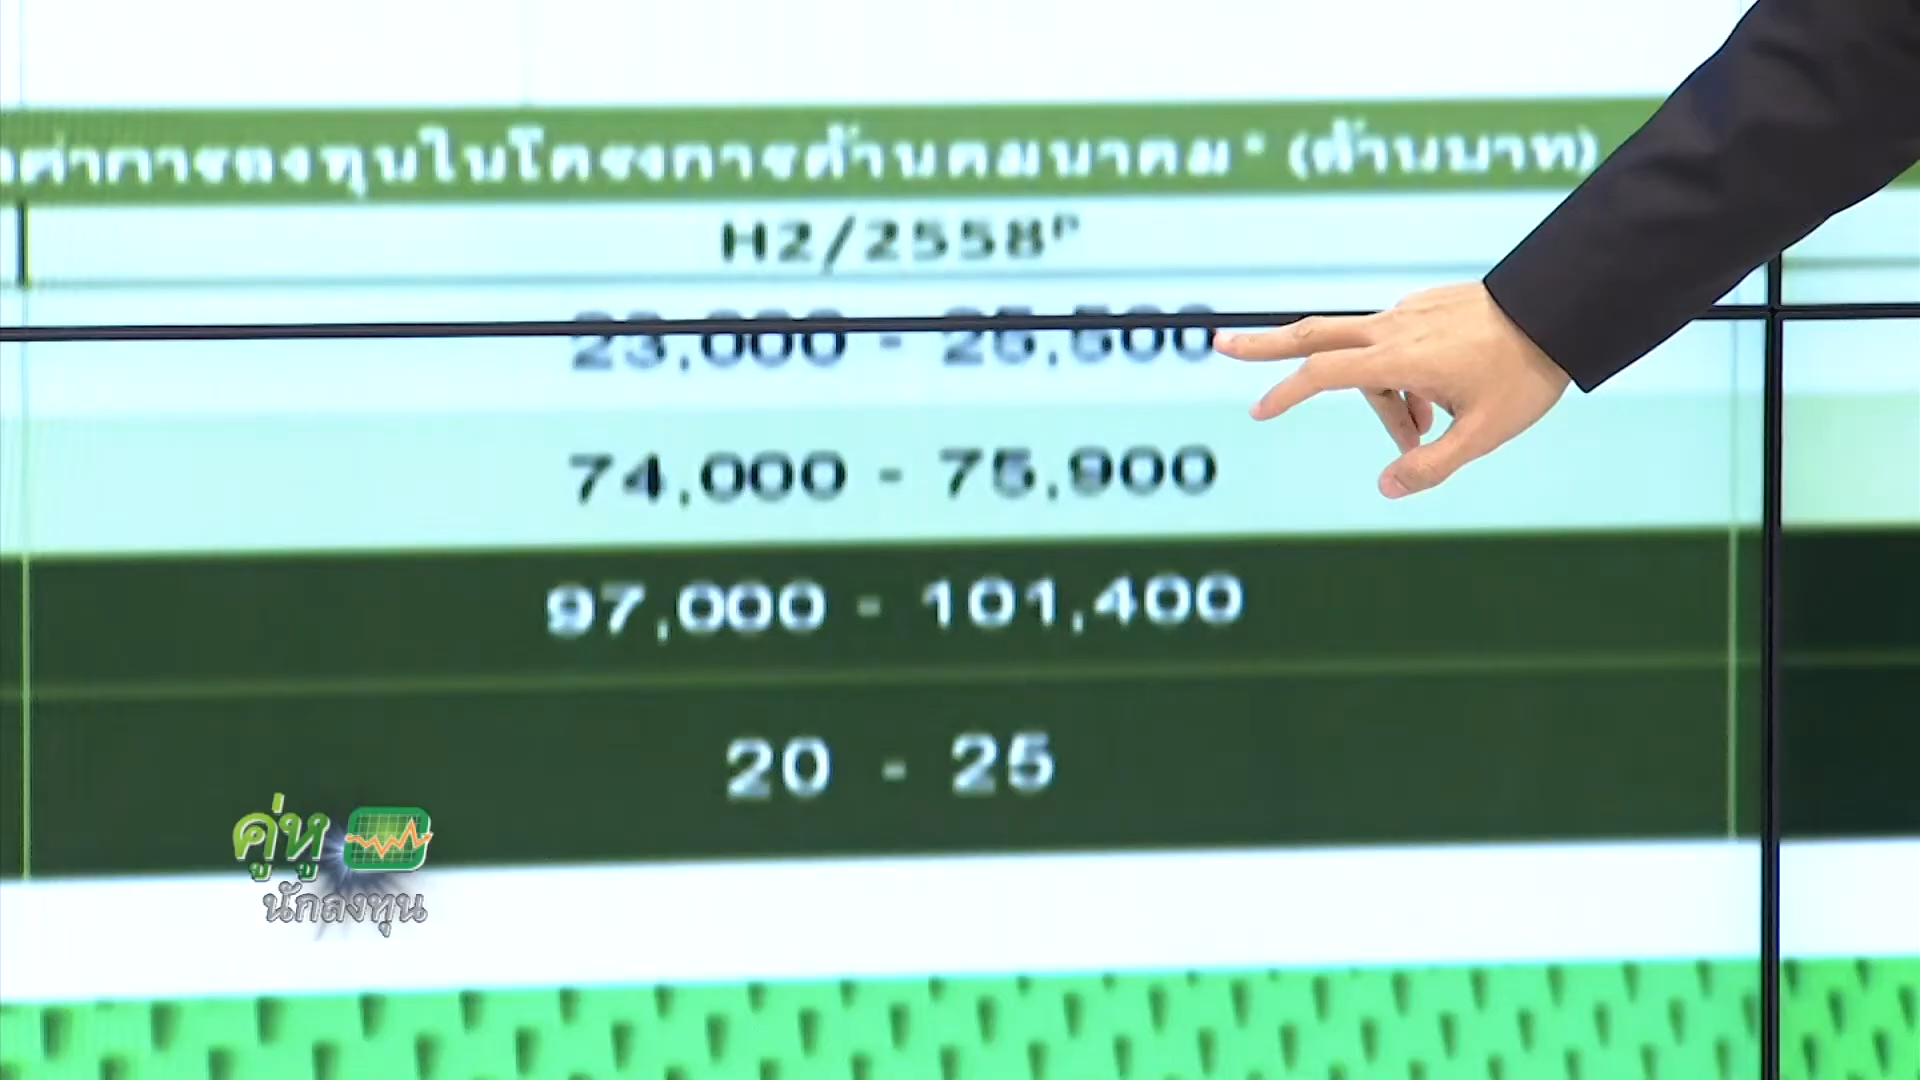 ค่าการลงทุนในโครงการด้านคมนาคม* (ล้านบาท)
H2/2558ᴾ
23,000 - 25,500
74,000 - 75,900
97,000 - 101,400
20 - 25
คู่หู
นักลงทุน